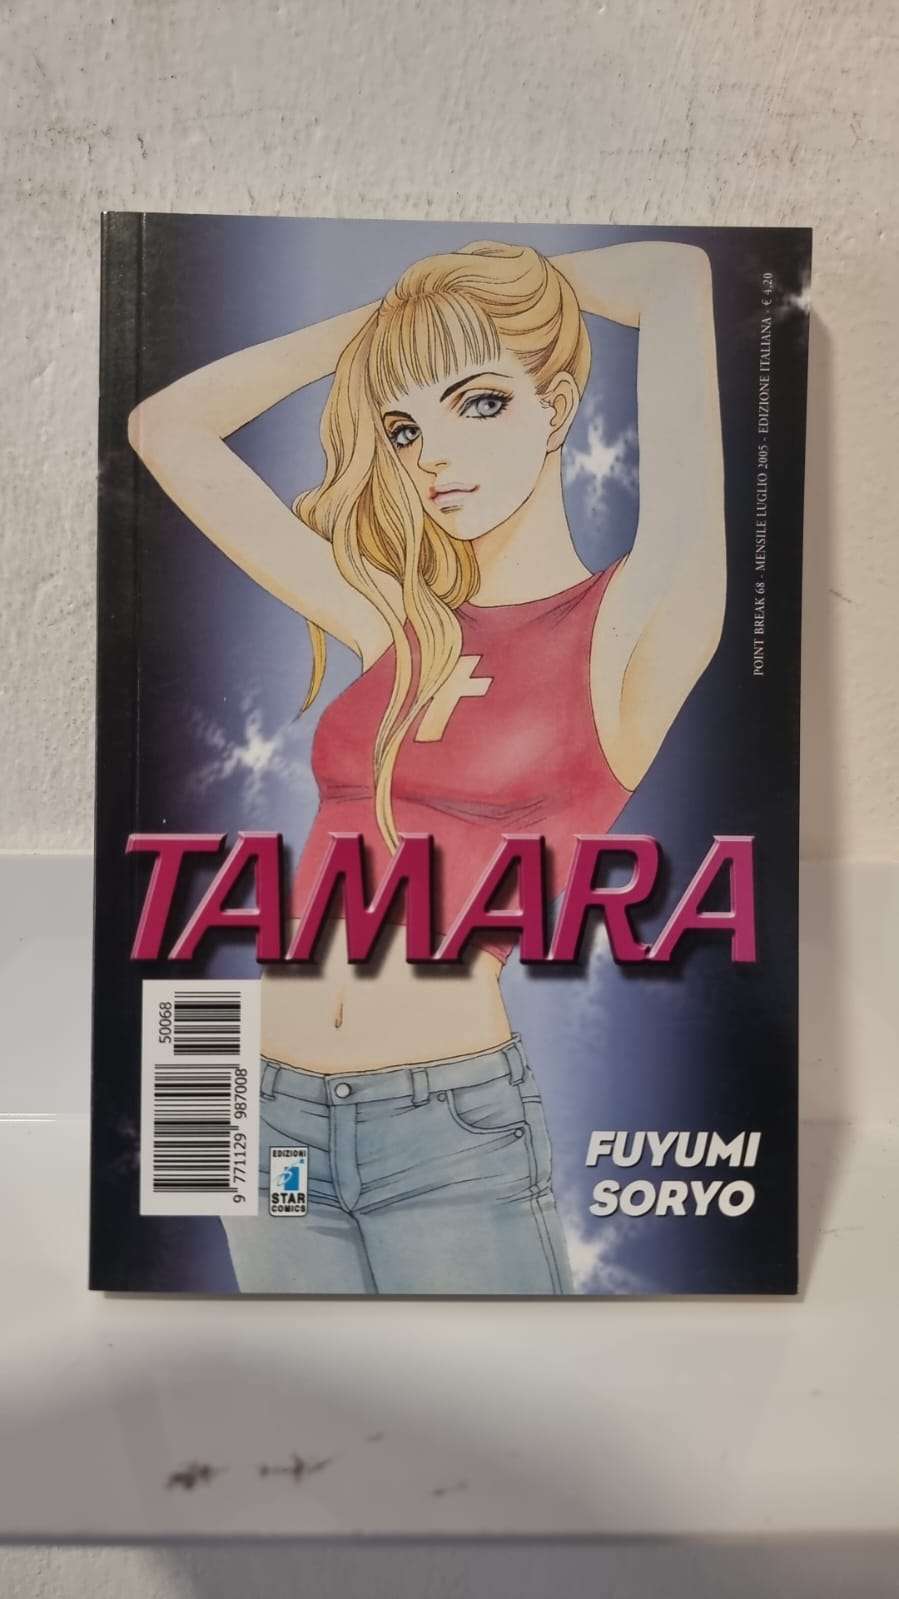 POINT BREAK 68 - MENSILE LUGLIO 2005 - EDIZIONE ITALIANA - € 4,20
TAMARA
50068
9 771129 987008
EDIZIONI
STAR
COMICS
FUYUMI
SORYO